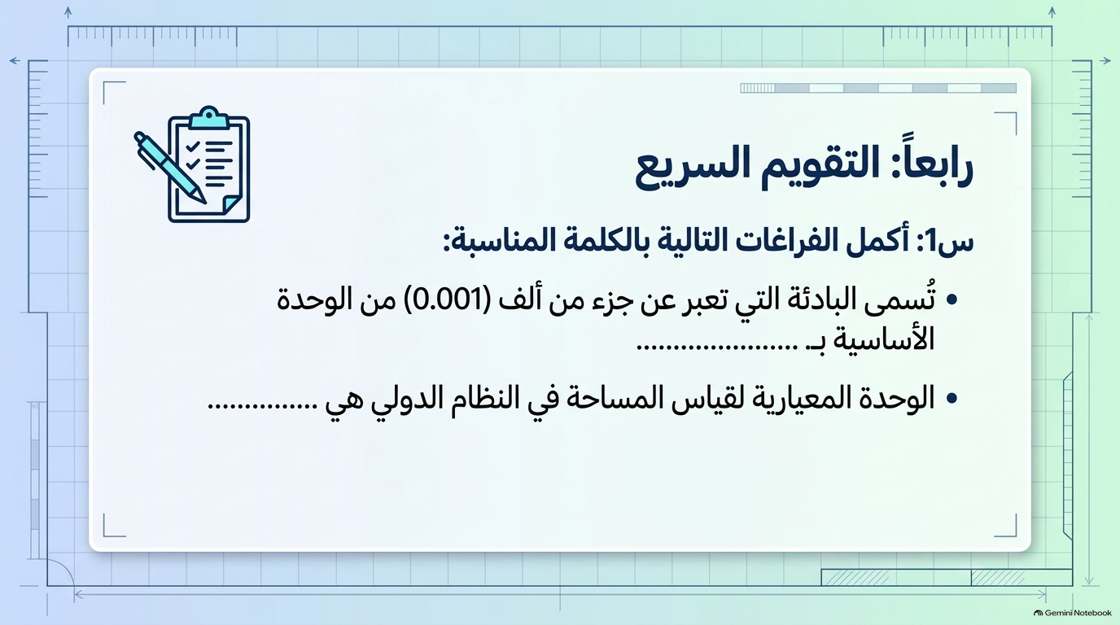 رابعاً: التقويم السريع
س1: أكمل الفراغات التالية بالكلمة المناسبة:
• تُسمى البادئة التي تعبر عن جزء من ألف (0.001) من الوحدة
الأساسية بـ ......................
• الوحدة المعيارية لقياس المساحة في النظام الدولي هي ...............
Gemini Notebook